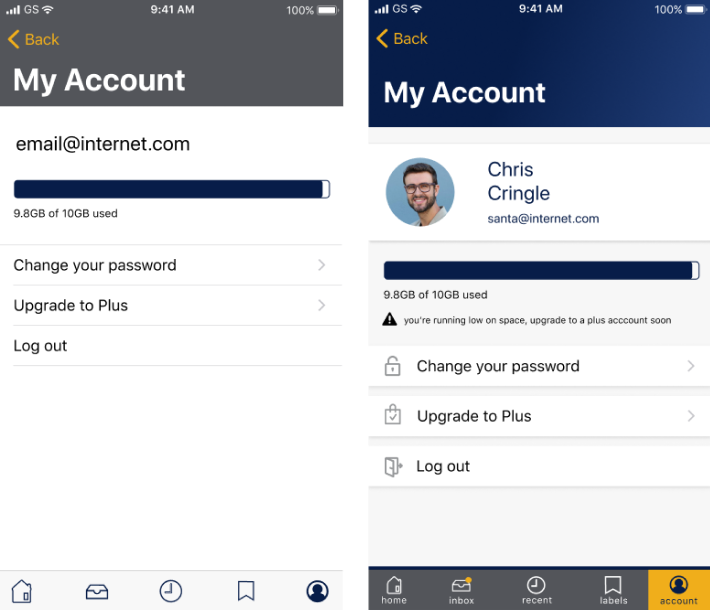 GS 9:41 AM 100%
Back
My Account
email@internet.com
9.8GB of 10GB used
Change your password
Upgrade to Plus
Log out
GS 9:41 AM 100%
Back
My Account
Chris
Cringle
santa@internet.com
9.8GB of 10GB used
you're running low on space, upgrade to a plus acccount soon
Change your password
Upgrade to Plus
Log out
home inbox recent labels account